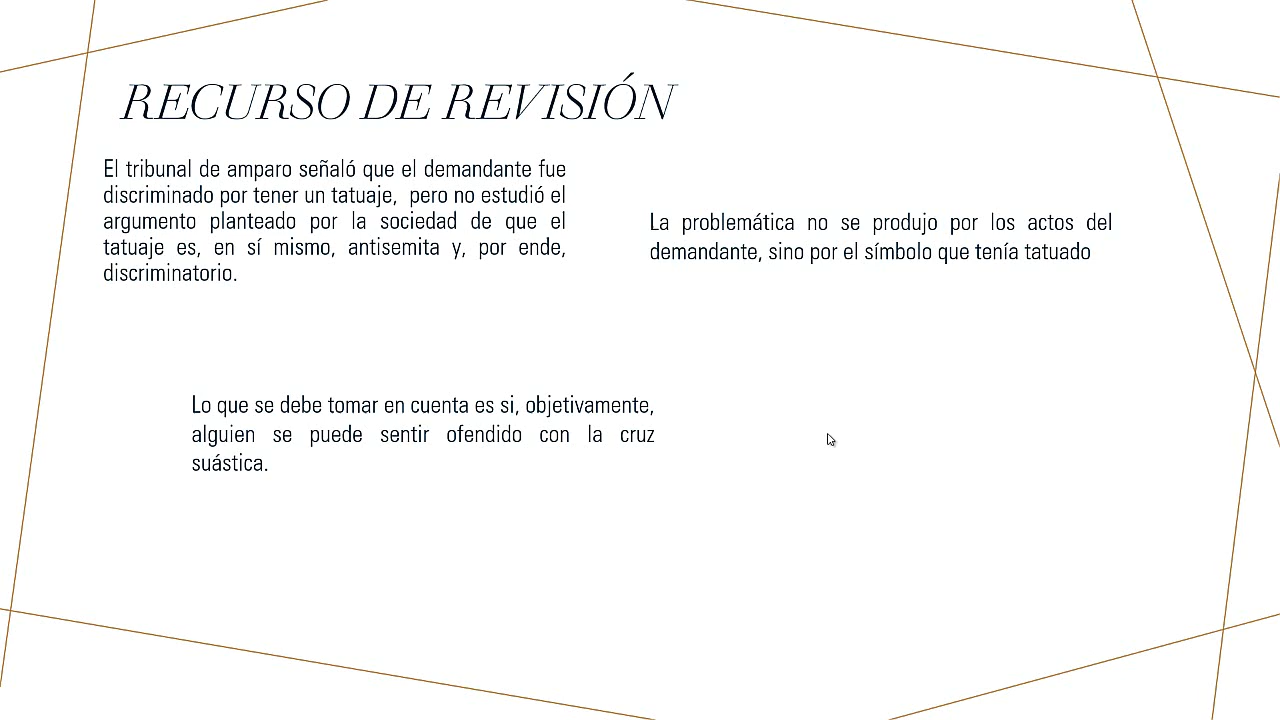 RECURSO DE REVISIÓN
El tribunal de amparo señaló que el demandante fue
discriminado por tener un tatuaje, pero no estudió el
argumento planteado por la sociedad de que el
tatuaje es, en sí mismo, antisemita y, por ende,
discriminatorio.
La problemática no se produjo por los actos del
demandante, sino por el símbolo que tenía tatuado
Lo que se debe tomar en cuenta es si, objetivamente,
alguien se puede sentir ofendido con la cruz
suástica.